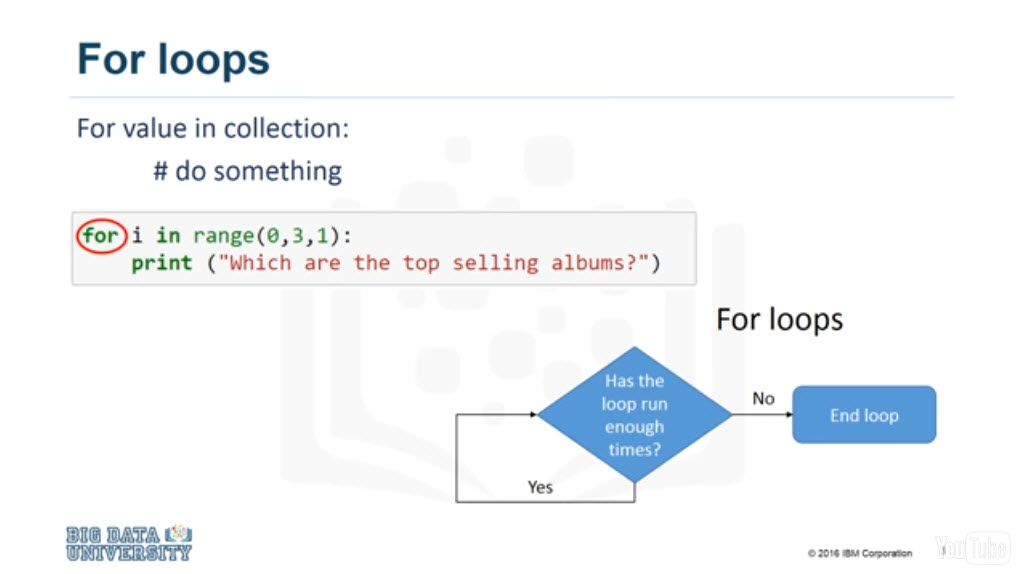 For loops
For value in collection:
# do something
for i in range(0,3,1):
print ("Which are the top selling albums?")
For loops
Has the
loop run
enough
times?
No
End loop
Yes
BIG DATA
UNIVERSITY
© 2016 IBM Corporation
YouTube